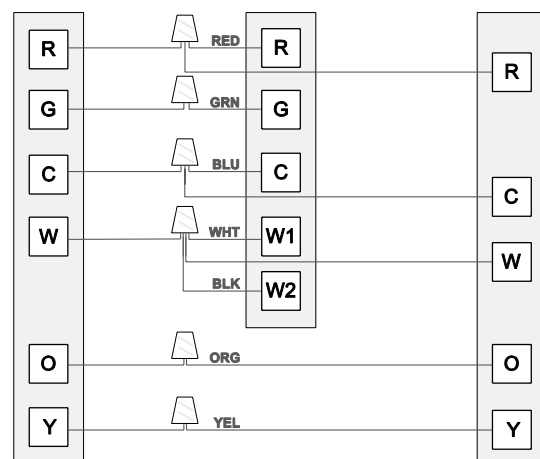 R RED R R
G GRN G
C BLU C C
W WHT W1 W
BLK W2
O ORG O
Y YEL Y